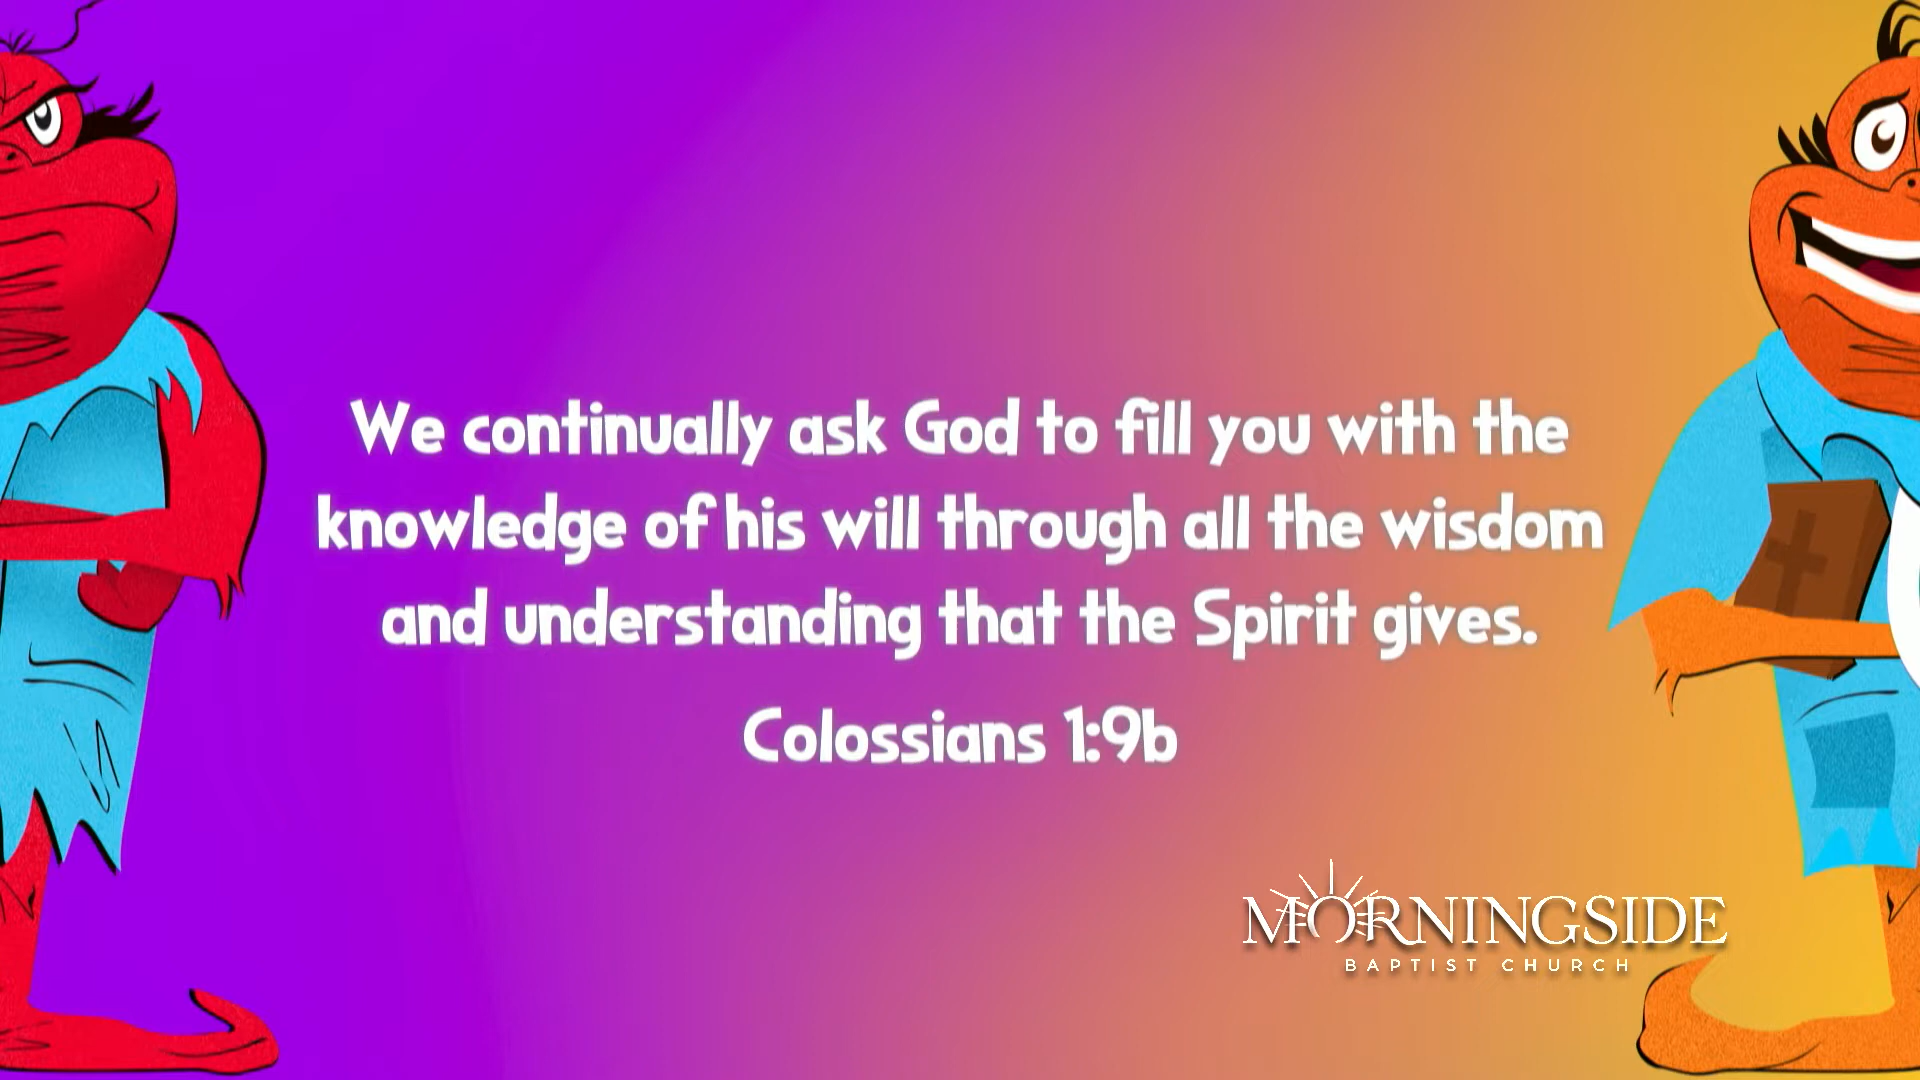 We continually ask God to fill you with the
knowledge of his will through all the wisdom
and understanding that the Spirit gives.
Colossians 1:9b
MORNINGSIDE
BAPTIST CHURCH